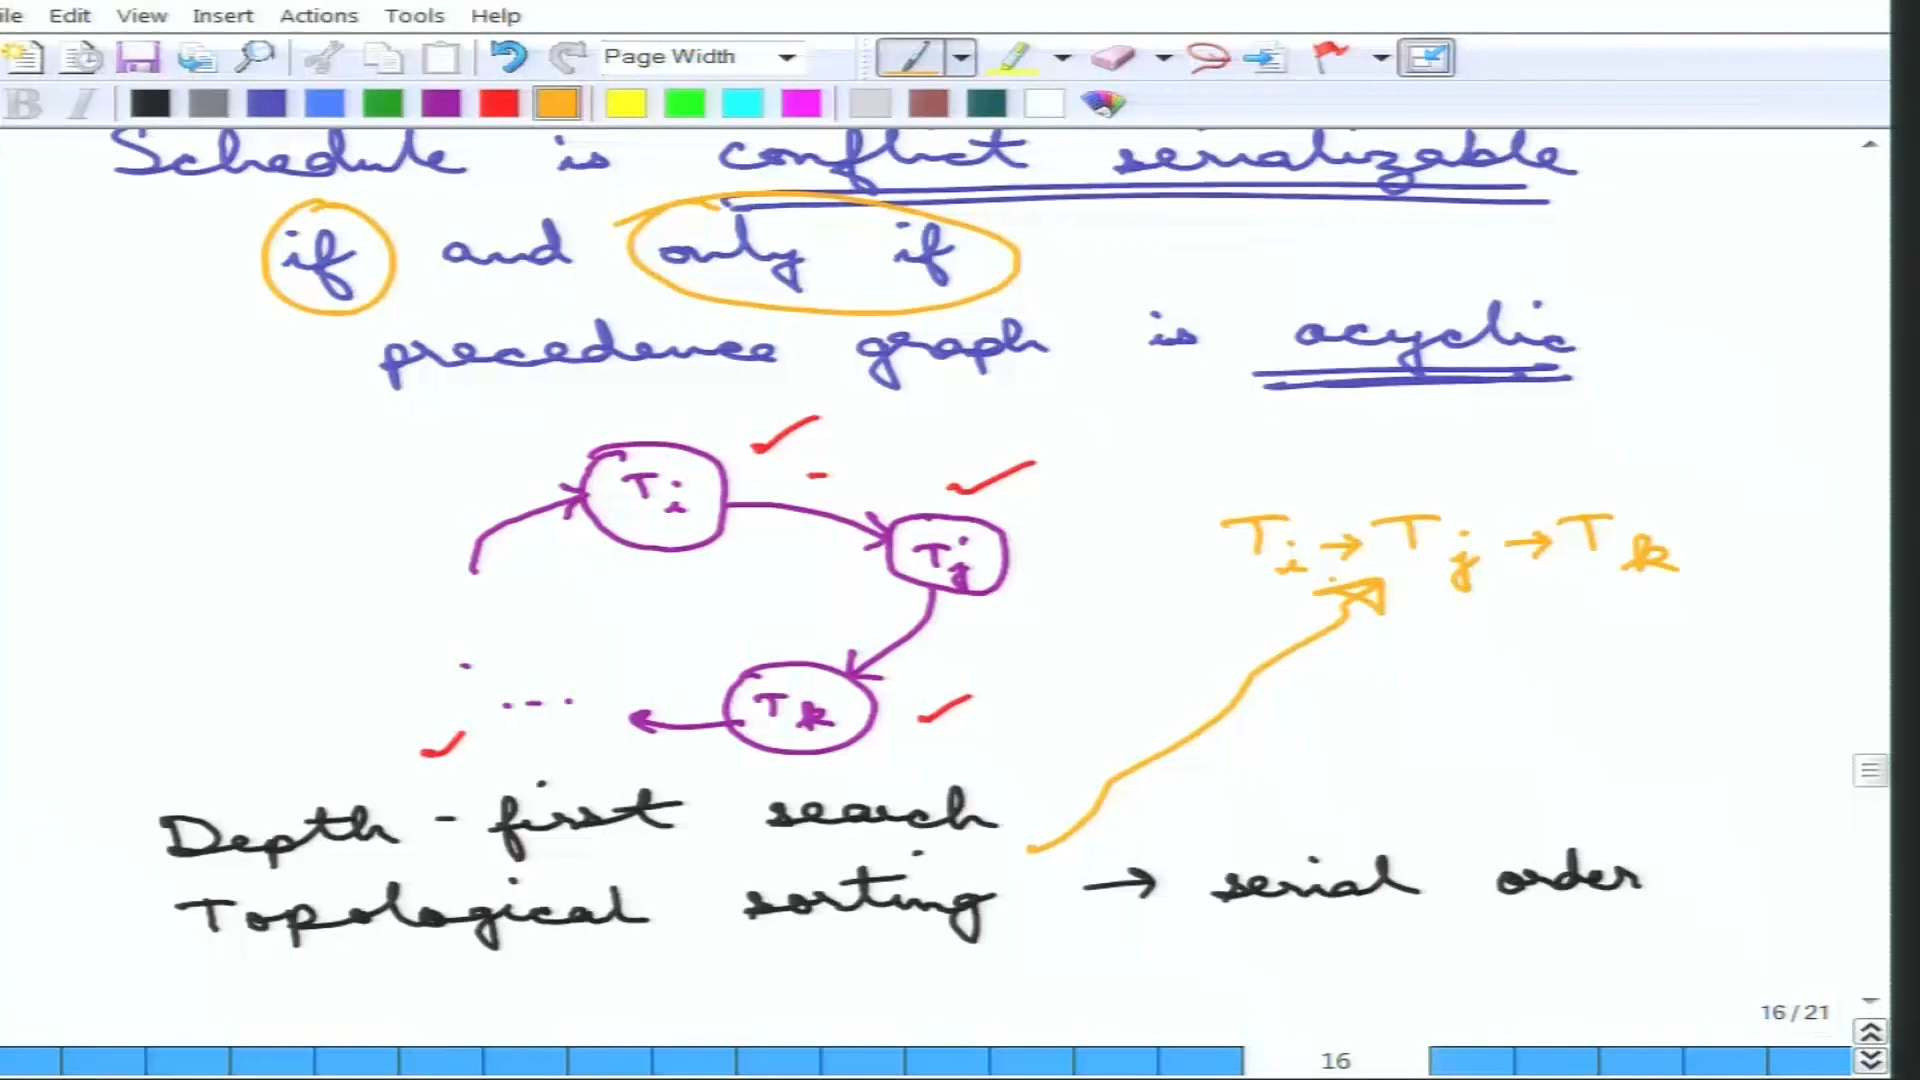 ile Edit View Insert Actions Tools Help
Page Width
B I
Schedule is conflict serializable
if and only if
precedence graph is acyclic
Ti
Tj
Ti → Tj → Tk
...
Tk
Depth-first search
Topological sorting → serial order
16 / 21
16